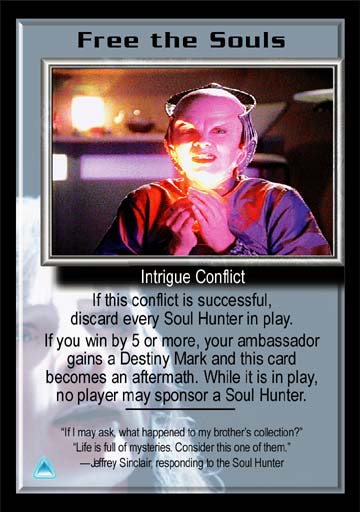 Free the Souls
Intrigue Conflict
If this conflict is successful,
discard every Soul Hunter in play.
If you win by 5 or more, your ambassador
gains a Destiny Mark and this card
becomes an aftermath. While it is in play,
no player may sponsor a Soul Hunter.
“If I may ask, what happened to my brother's collection?”
“Life is full of mysteries. Consider this one of them.”
—Jeffrey Sinclair, responding to the Soul Hunter